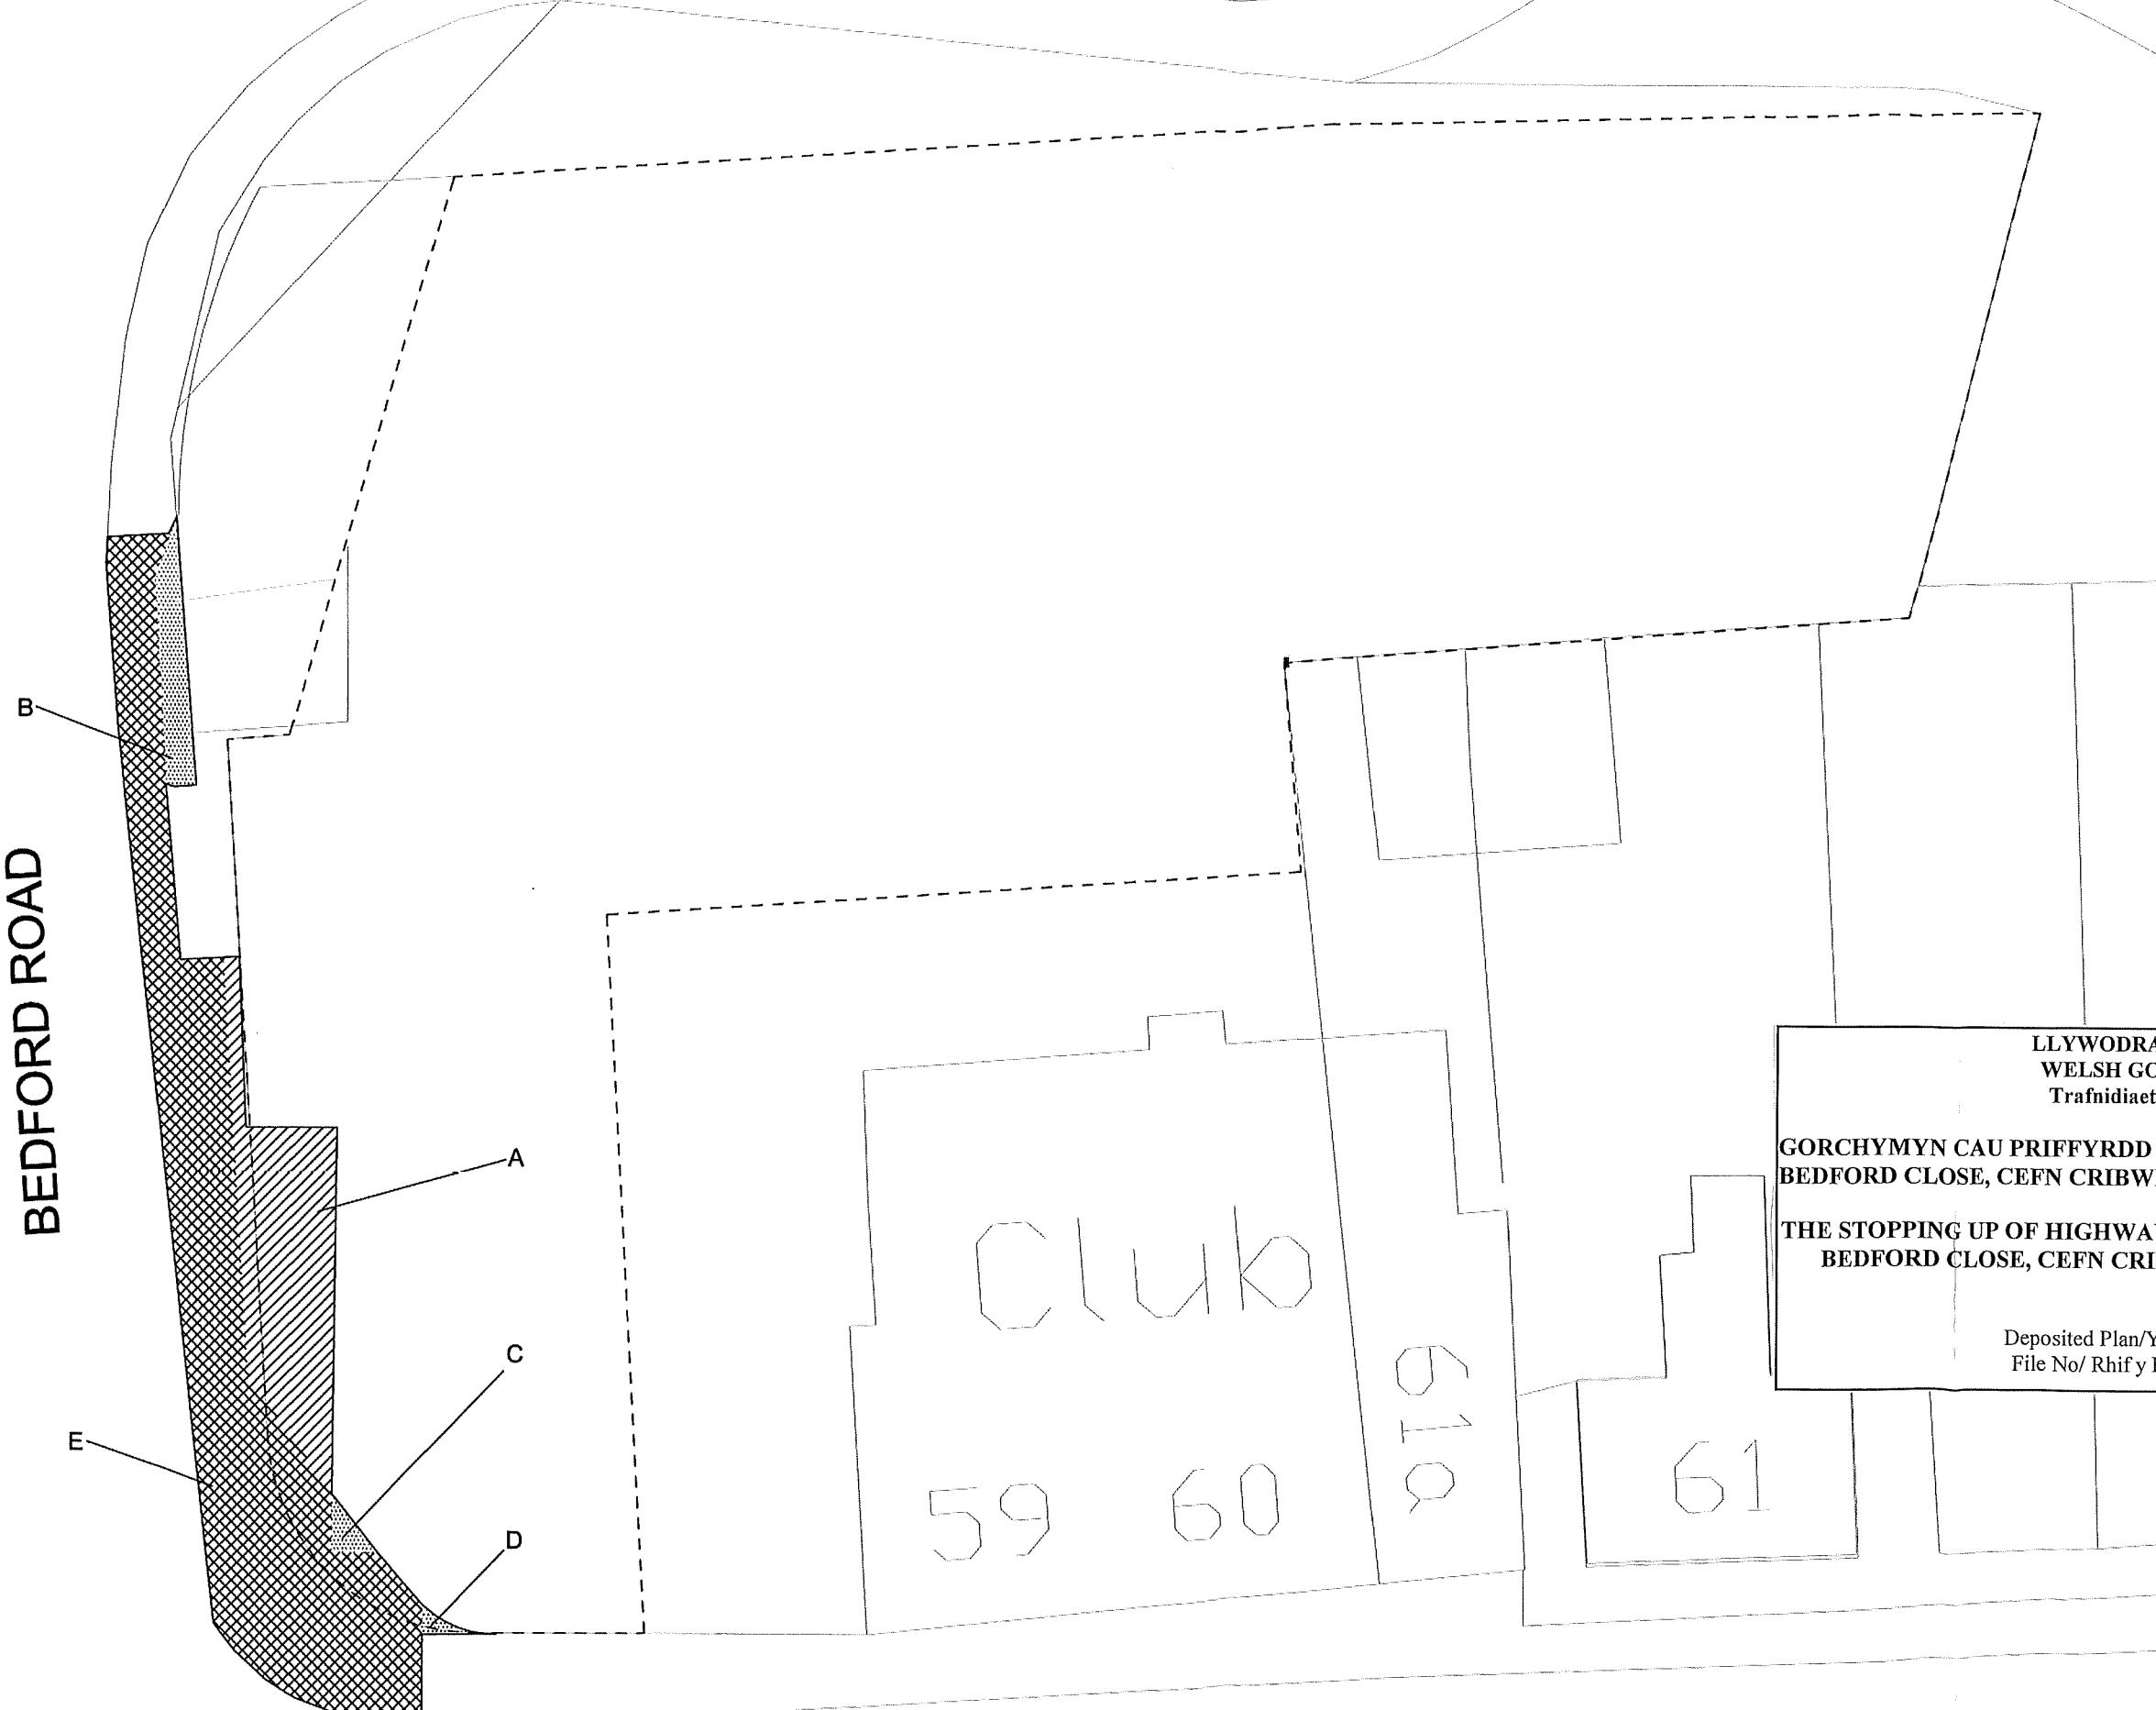 B
BEDFORD ROAD
A
C
E
D
Club
59 60
61a
61
LLYWODRA
WELSH GO
Trafnidiaet
GORCHYMYN CAU PRIFFYRDD
BEDFORD CLOSE, CEFN CRIBW
THE STOPPING UP OF HIGHWA
BEDFORD CLOSE, CEFN CRI
Deposited Plan/Y
File No/ Rhif y